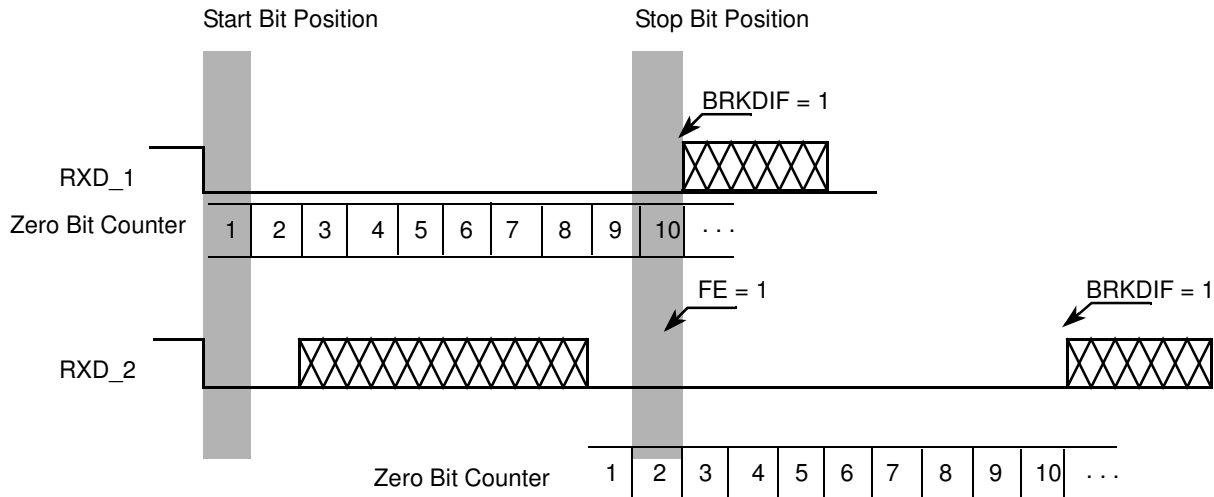 Start Bit Position
Stop Bit Position
BRKDIF = 1
RXD_1
Zero Bit Counter 1 2 3 4 5 6 7 8 9 10 . . .
FE = 1
BRKDIF = 1
RXD_2
Zero Bit Counter 1 2 3 4 5 6 7 8 9 10 . . .